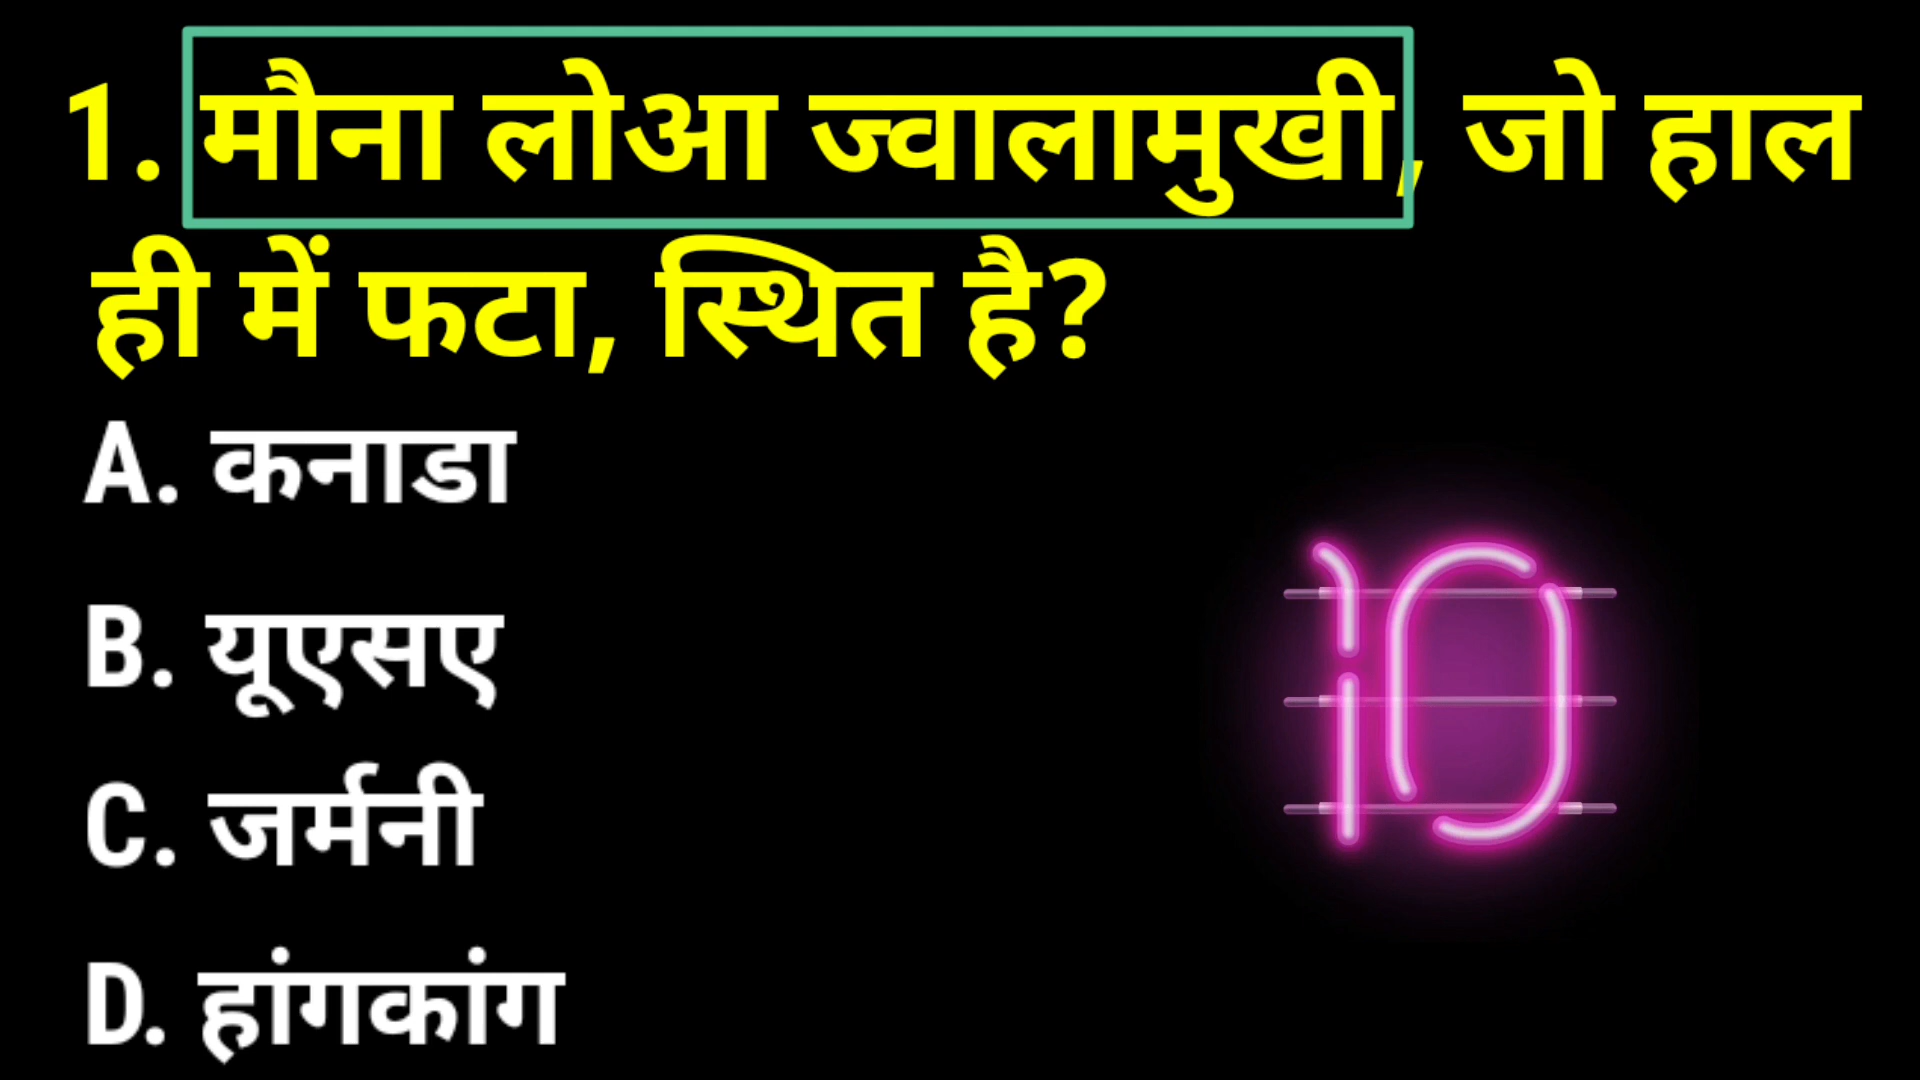 1. मौना लोआ ज्वालामुखी, जो हाल
ही में फटा, स्थित है?
A. कनाडा
B. यूएसए
10
C. जर्मनी
D. हांगकांग